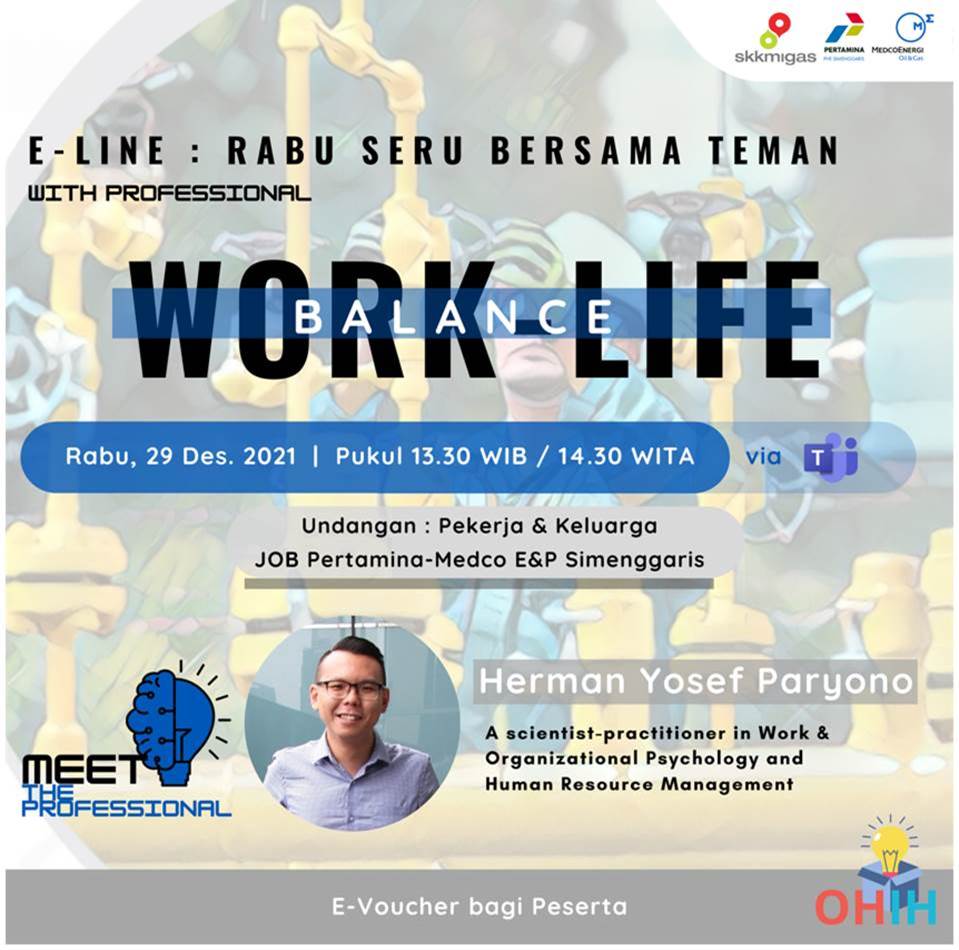 skkmigas
PERTAMINA
PHE SIMENGGARIS
MEDCOENERGI
Oil & Gas
E-LINE : RABU SERU BERSAMA TEMAN
WITH PROFESSIONAL
WORK-LIFE
BALANCE
Rabu, 29 Des. 2021 | Pukul 13.30 WIB / 14.30 WITA via T
Undangan : Pekerja & Keluarga
JOB Pertamina-Medco E&P Simenggaris
Herman Yosef Paryono
A scientist-practitioner in Work &
Organizational Psychology and
Human Resource Management
MEET
THE
PROFESSIONAL
OHIH
E-Voucher bagi Peserta